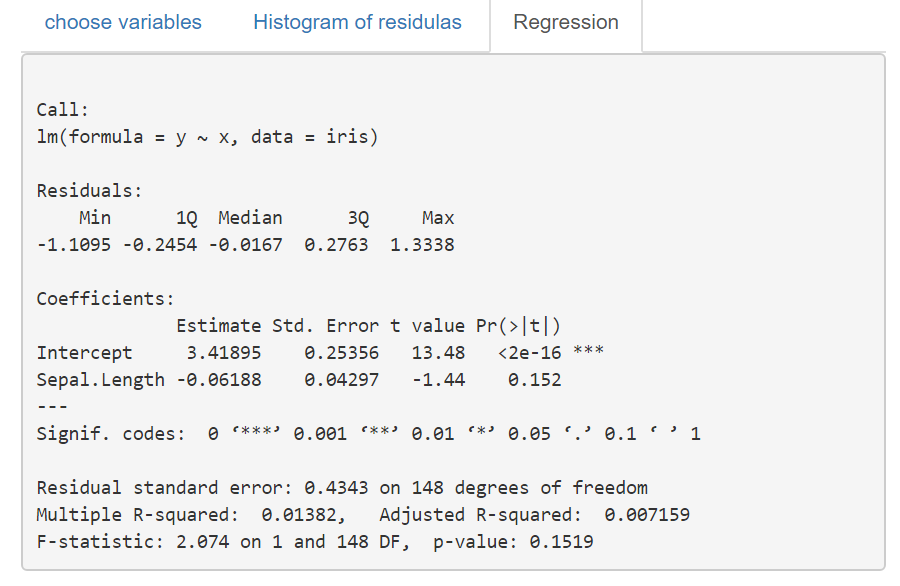 choose variables Histogram of residulas Regression
Call:
lm(formula = y ~ x, data = iris)
Residuals:
    Min      1Q  Median      3Q     Max
-1.1095 -0.2454 -0.0167  0.2763  1.3338
Coefficients:
             Estimate Std. Error t value Pr(>|t|)
Intercept     3.41895    0.25356   13.48   <2e-16 ***
Sepal.Length -0.06188    0.04297   -1.44    0.152
---
Signif. codes:  0 ‘***’ 0.001 ‘**’ 0.01 ‘*’ 0.05 ‘.’ 0.1 ‘ ’ 1
Residual standard error: 0.4343 on 148 degrees of freedom
Multiple R-squared:  0.01382,   Adjusted R-squared:  0.007159
F-statistic: 2.074 on 1 and 148 DF,  p-value: 0.1519